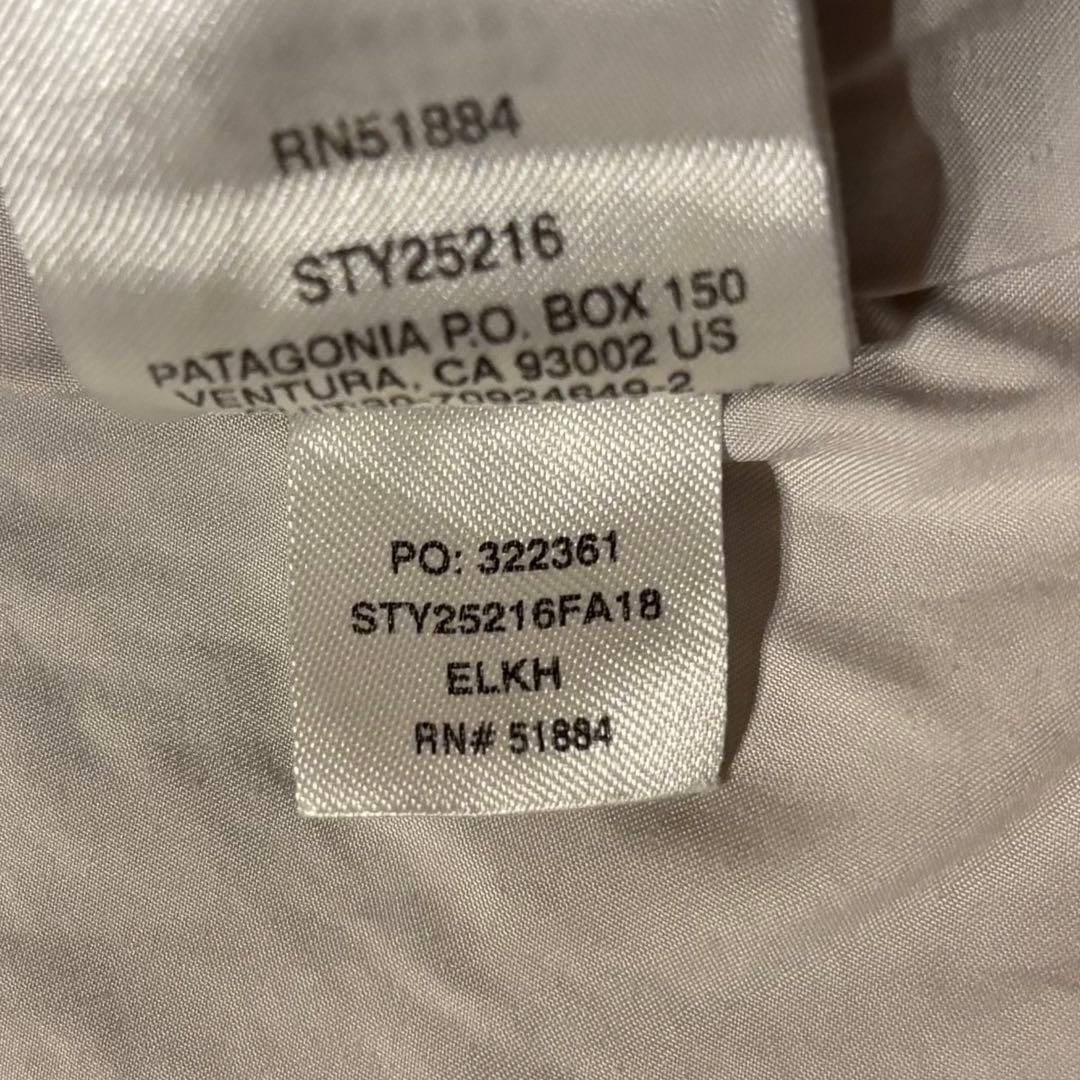 RN51884
STY25216
PATAGONIA P.O. BOX 150
VENTURA, CA 93002 US
PO: 322361
STY25216FA18
ELKH
RN# 51884